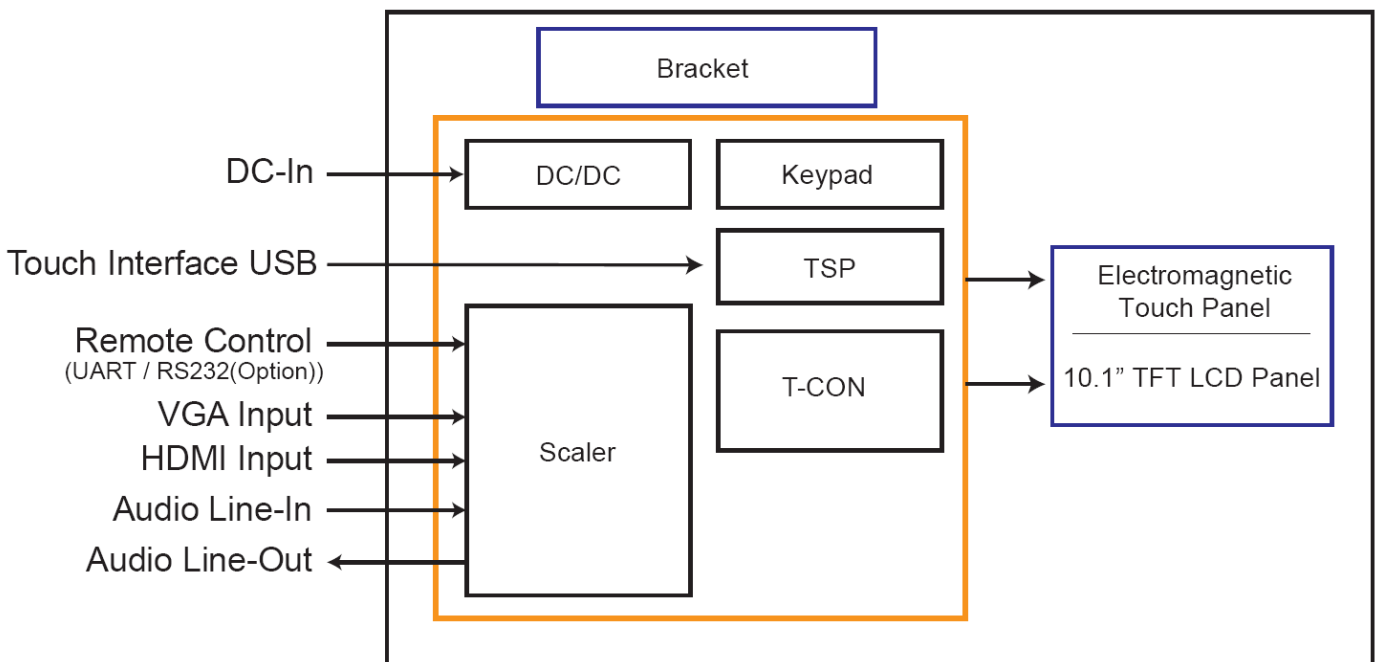 Bracket
DC-In
DC/DC
Keypad
Touch Interface USB
TSP
Electromagnetic
Touch Panel
10.1” TFT LCD Panel
Remote Control
(UART / RS232(Option))
T-CON
VGA Input
HDMI Input
Scaler
Audio Line-In
Audio Line-Out